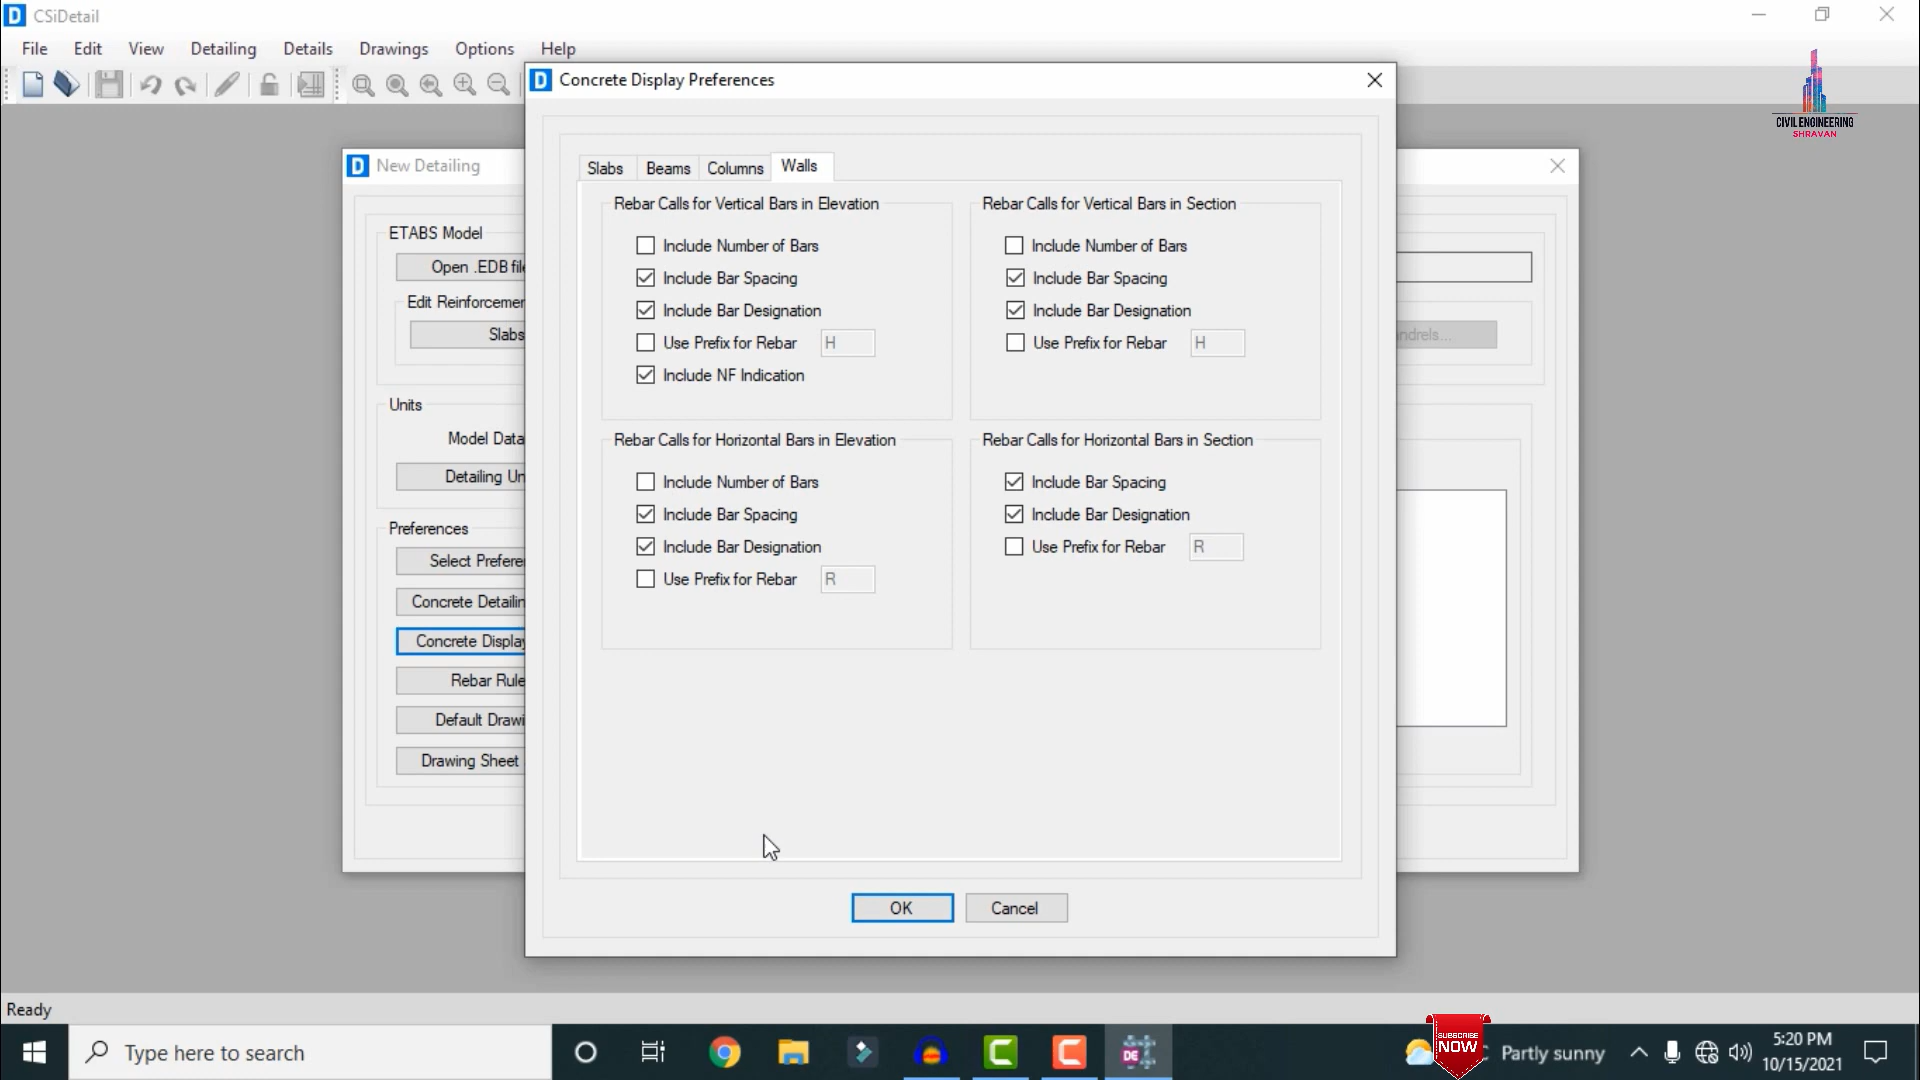 CSiDetail
File Edit View Detailing Details Drawings Options Help
Concrete Display Preferences
CIVIL ENGINEERING
SHRAVAN
New Detailing
Slabs Beams Columns Walls
ETABS Model
Open .EDB file
Edit Reinforcemen
Slabs
ndrels...
Units
Model Data
Detailing Un
Preferences
Select Prefere
Concrete Detailin
Concrete Display
Rebar Rule
Default Drawi
Drawing Sheet
Rebar Calls for Vertical Bars in Elevation
Include Number of Bars
Include Bar Spacing
Include Bar Designation
Use Prefix for Rebar H
Include NF Indication
Rebar Calls for Vertical Bars in Section
Include Number of Bars
Include Bar Spacing
Include Bar Designation
Use Prefix for Rebar H
Rebar Calls for Horizontal Bars in Elevation
Include Number of Bars
Include Bar Spacing
Include Bar Designation
Use Prefix for Rebar R
Rebar Calls for Horizontal Bars in Section
Include Bar Spacing
Include Bar Designation
Use Prefix for Rebar R
OK Cancel
Ready
Type here to search
DE
SUBSCRIBE
NOW
C Partly sunny
5:20 PM
10/15/2021